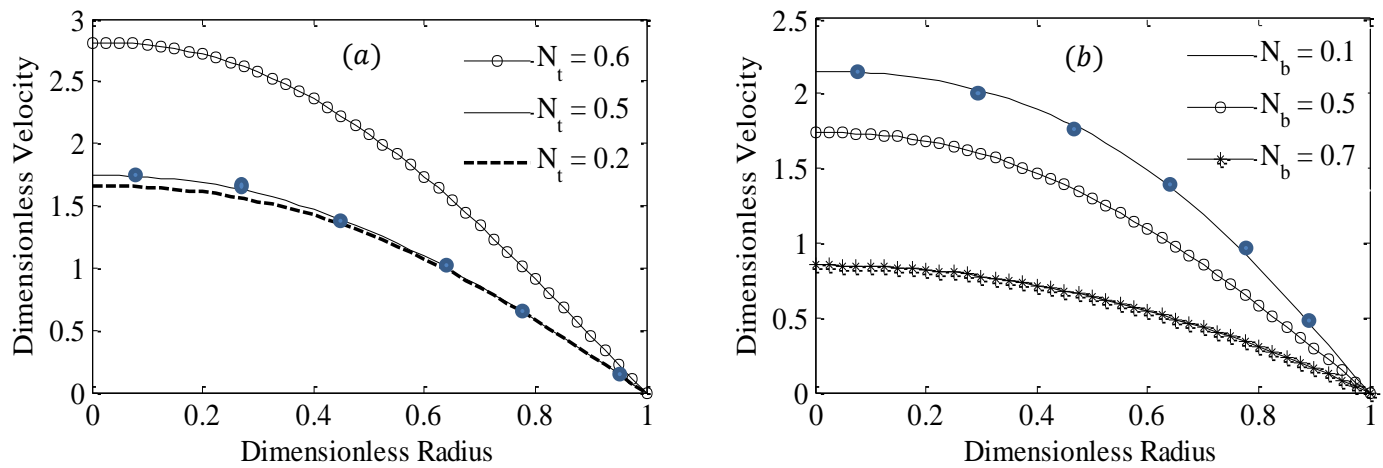 3
2.5
2
1.5
1
0.5
0
0 0.2 0.4 0.6 0.8 1
Dimensionless Velocity
Dimensionless Radius
(a)
N_t = 0.6
N_t = 0.5
N_t = 0.2
2.5
2
1.5
1
0.5
0
0 0.2 0.4 0.6 0.8 1
Dimensionless Velocity
Dimensionless Radius
(b)
N_b = 0.1
N_b = 0.5
N_b = 0.7